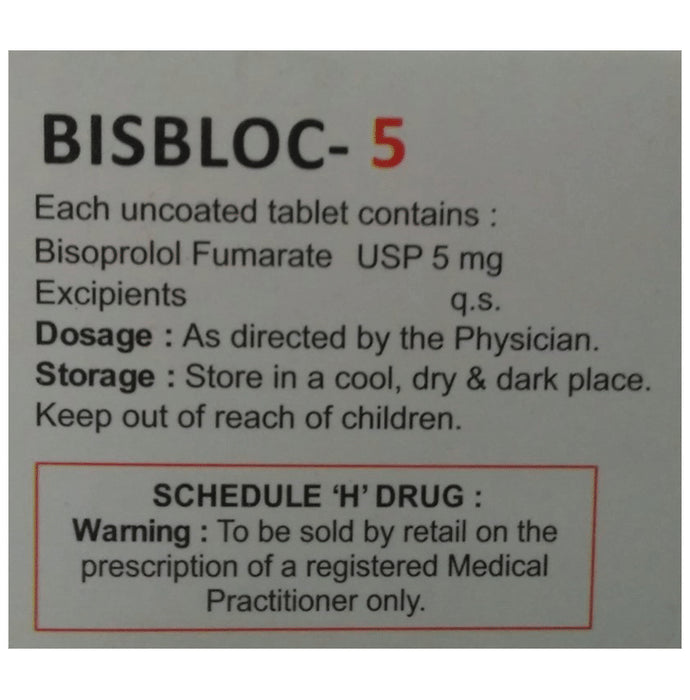 BISBLOC- 5
Each uncoated tablet contains :
Bisoprolol Fumarate USP 5 mg
Excipients q.s.
Dosage : As directed by the Physician.
Storage : Store in a cool, dry & dark place.
Keep out of reach of children.
SCHEDULE ‘H’ DRUG :
Warning : To be sold by retail on the
prescription of a registered Medical
Practitioner only.